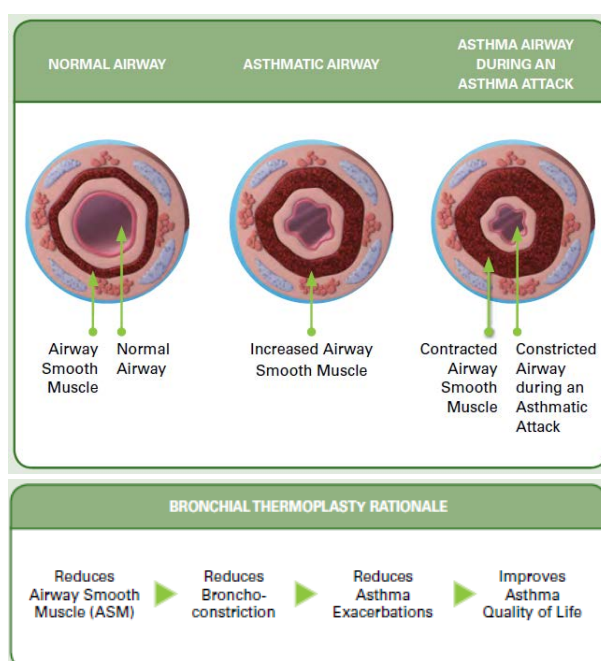 NORMAL AIRWAY
ASTHMATIC AIRWAY
ASTHMA AIRWAY
DURING AN
ASTHMA ATTACK
Airway
Smooth
Muscle
Normal
Airway
Increased Airway
Smooth Muscle
Contracted
Airway
Smooth
Muscle
Constricted
Airway
during an
Asthmatic
Attack
BRONCHIAL THERMOPLASTY RATIONALE
Reduces
Airway Smooth
Muscle (ASM)
Reduces
Broncho-
constriction
Reduces
Asthma
Exacerbations
Improves
Asthma
Quality of Life